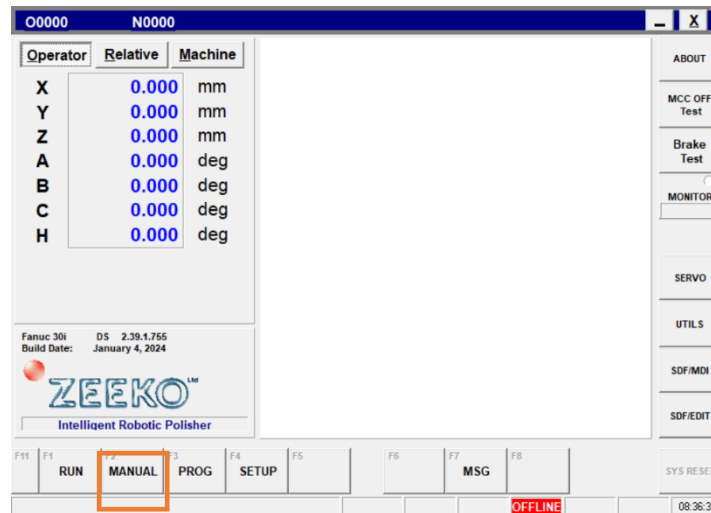 O0000 N0000
_ X
Operator Relative Machine
X 0.000 mm
Y 0.000 mm
Z 0.000 mm
A 0.000 deg
B 0.000 deg
C 0.000 deg
H 0.000 deg
Fanuc 30i DS 2.39.1.755
Build Date: January 4, 2024
ZEEKO™
Intelligent Robotic Polisher
ABOUT
MCC OFF
Test
Brake
Test
MONITOR
SERVO
UTILS
SDF/MDI
SDF/EDIT
SYS RESE
F11 F1 F2 F3 F4 F5 F6 F7 F8
RUN MANUAL PROG SETUP MSG
OFFLINE 08:36:3